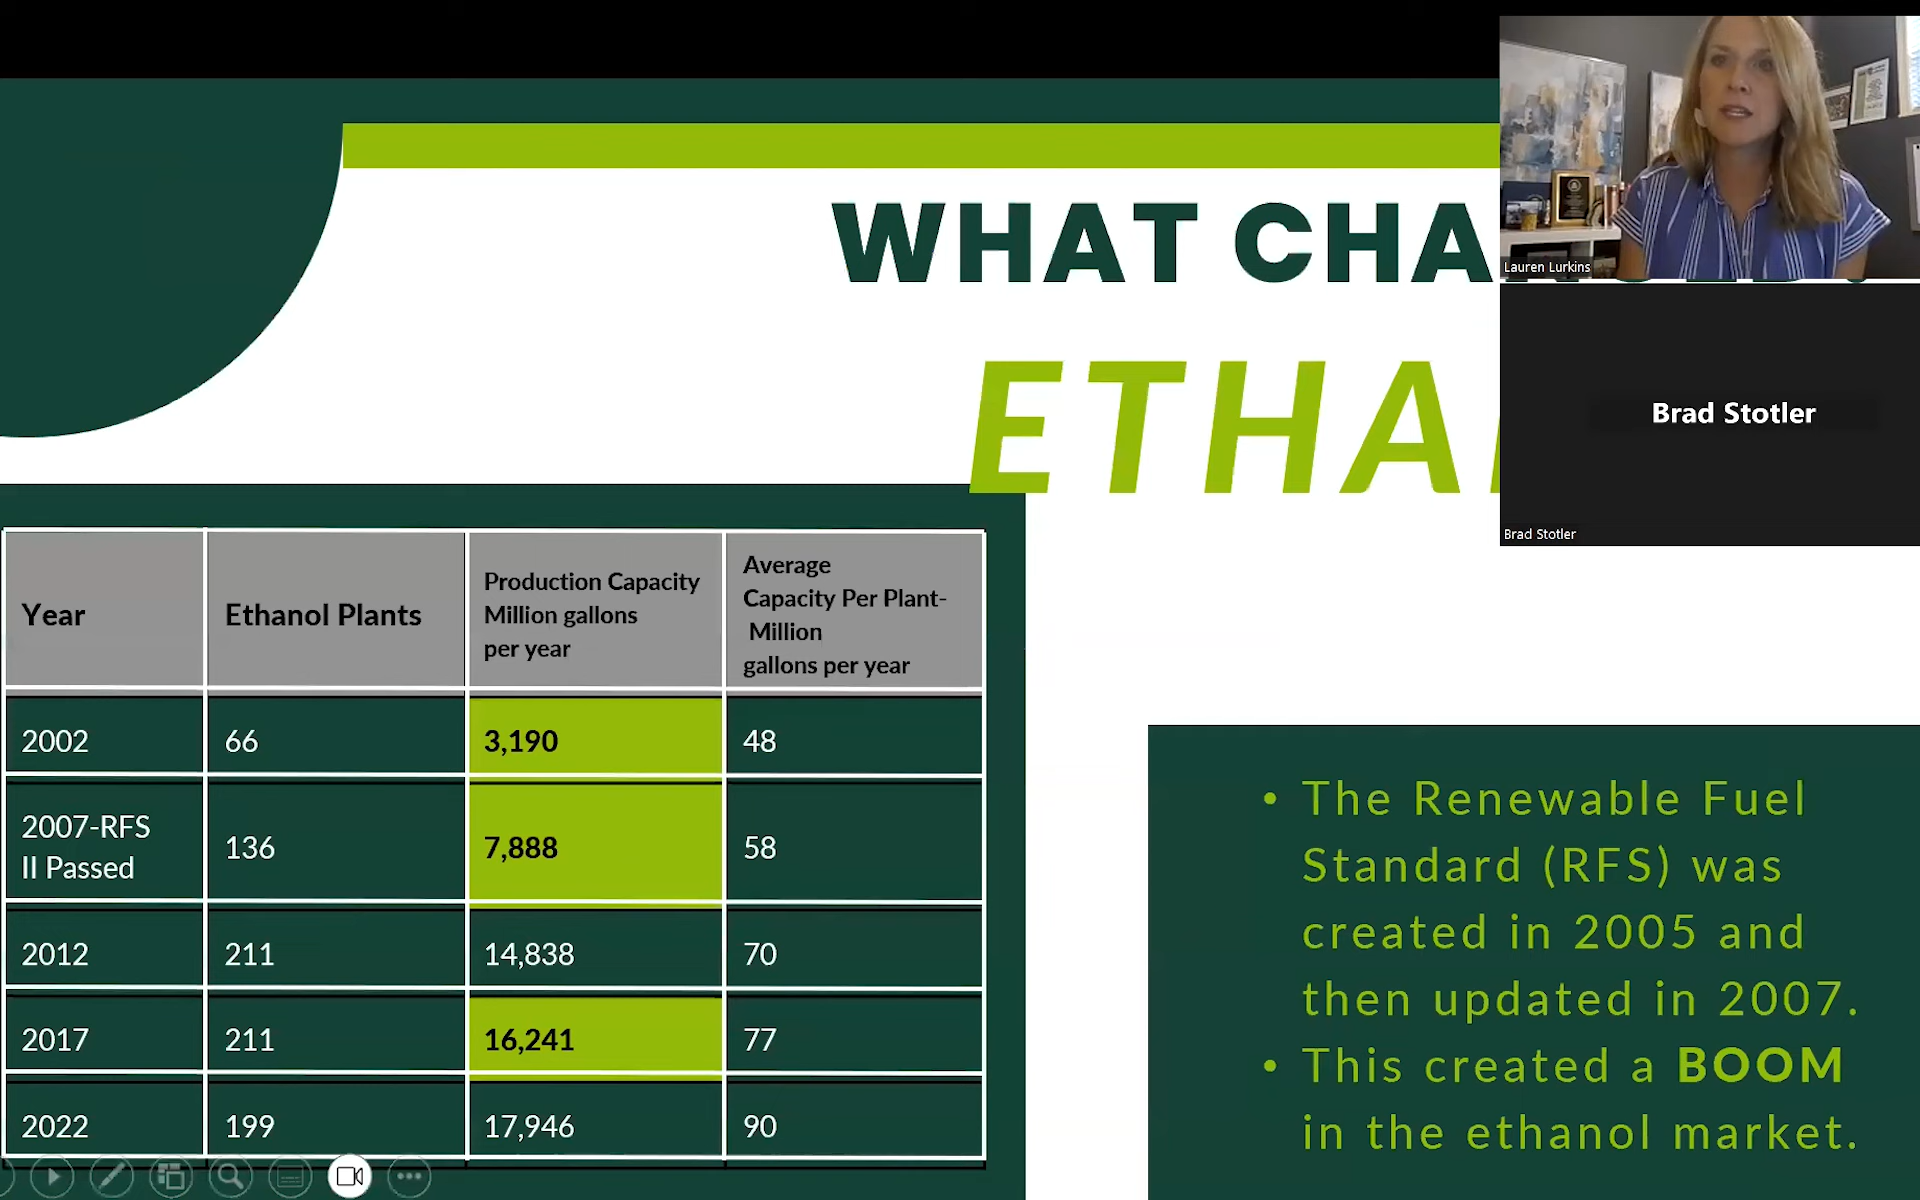 WHAT CHA
ETHA
Lauren Lurkins
Brad Stotler
Brad Stotler
Year
Ethanol Plants
Production Capacity
Million gallons
per year
Average
Capacity Per Plant-
Million
gallons per year
2002
66
3,190
48
2007-RFS
II Passed
136
7,888
58
2012
211
14,838
70
2017
211
16,241
77
2022
199
17,946
90
• The Renewable Fuel
Standard (RFS) was
created in 2005 and
then updated in 2007.
• This created a BOOM
in the ethanol market.